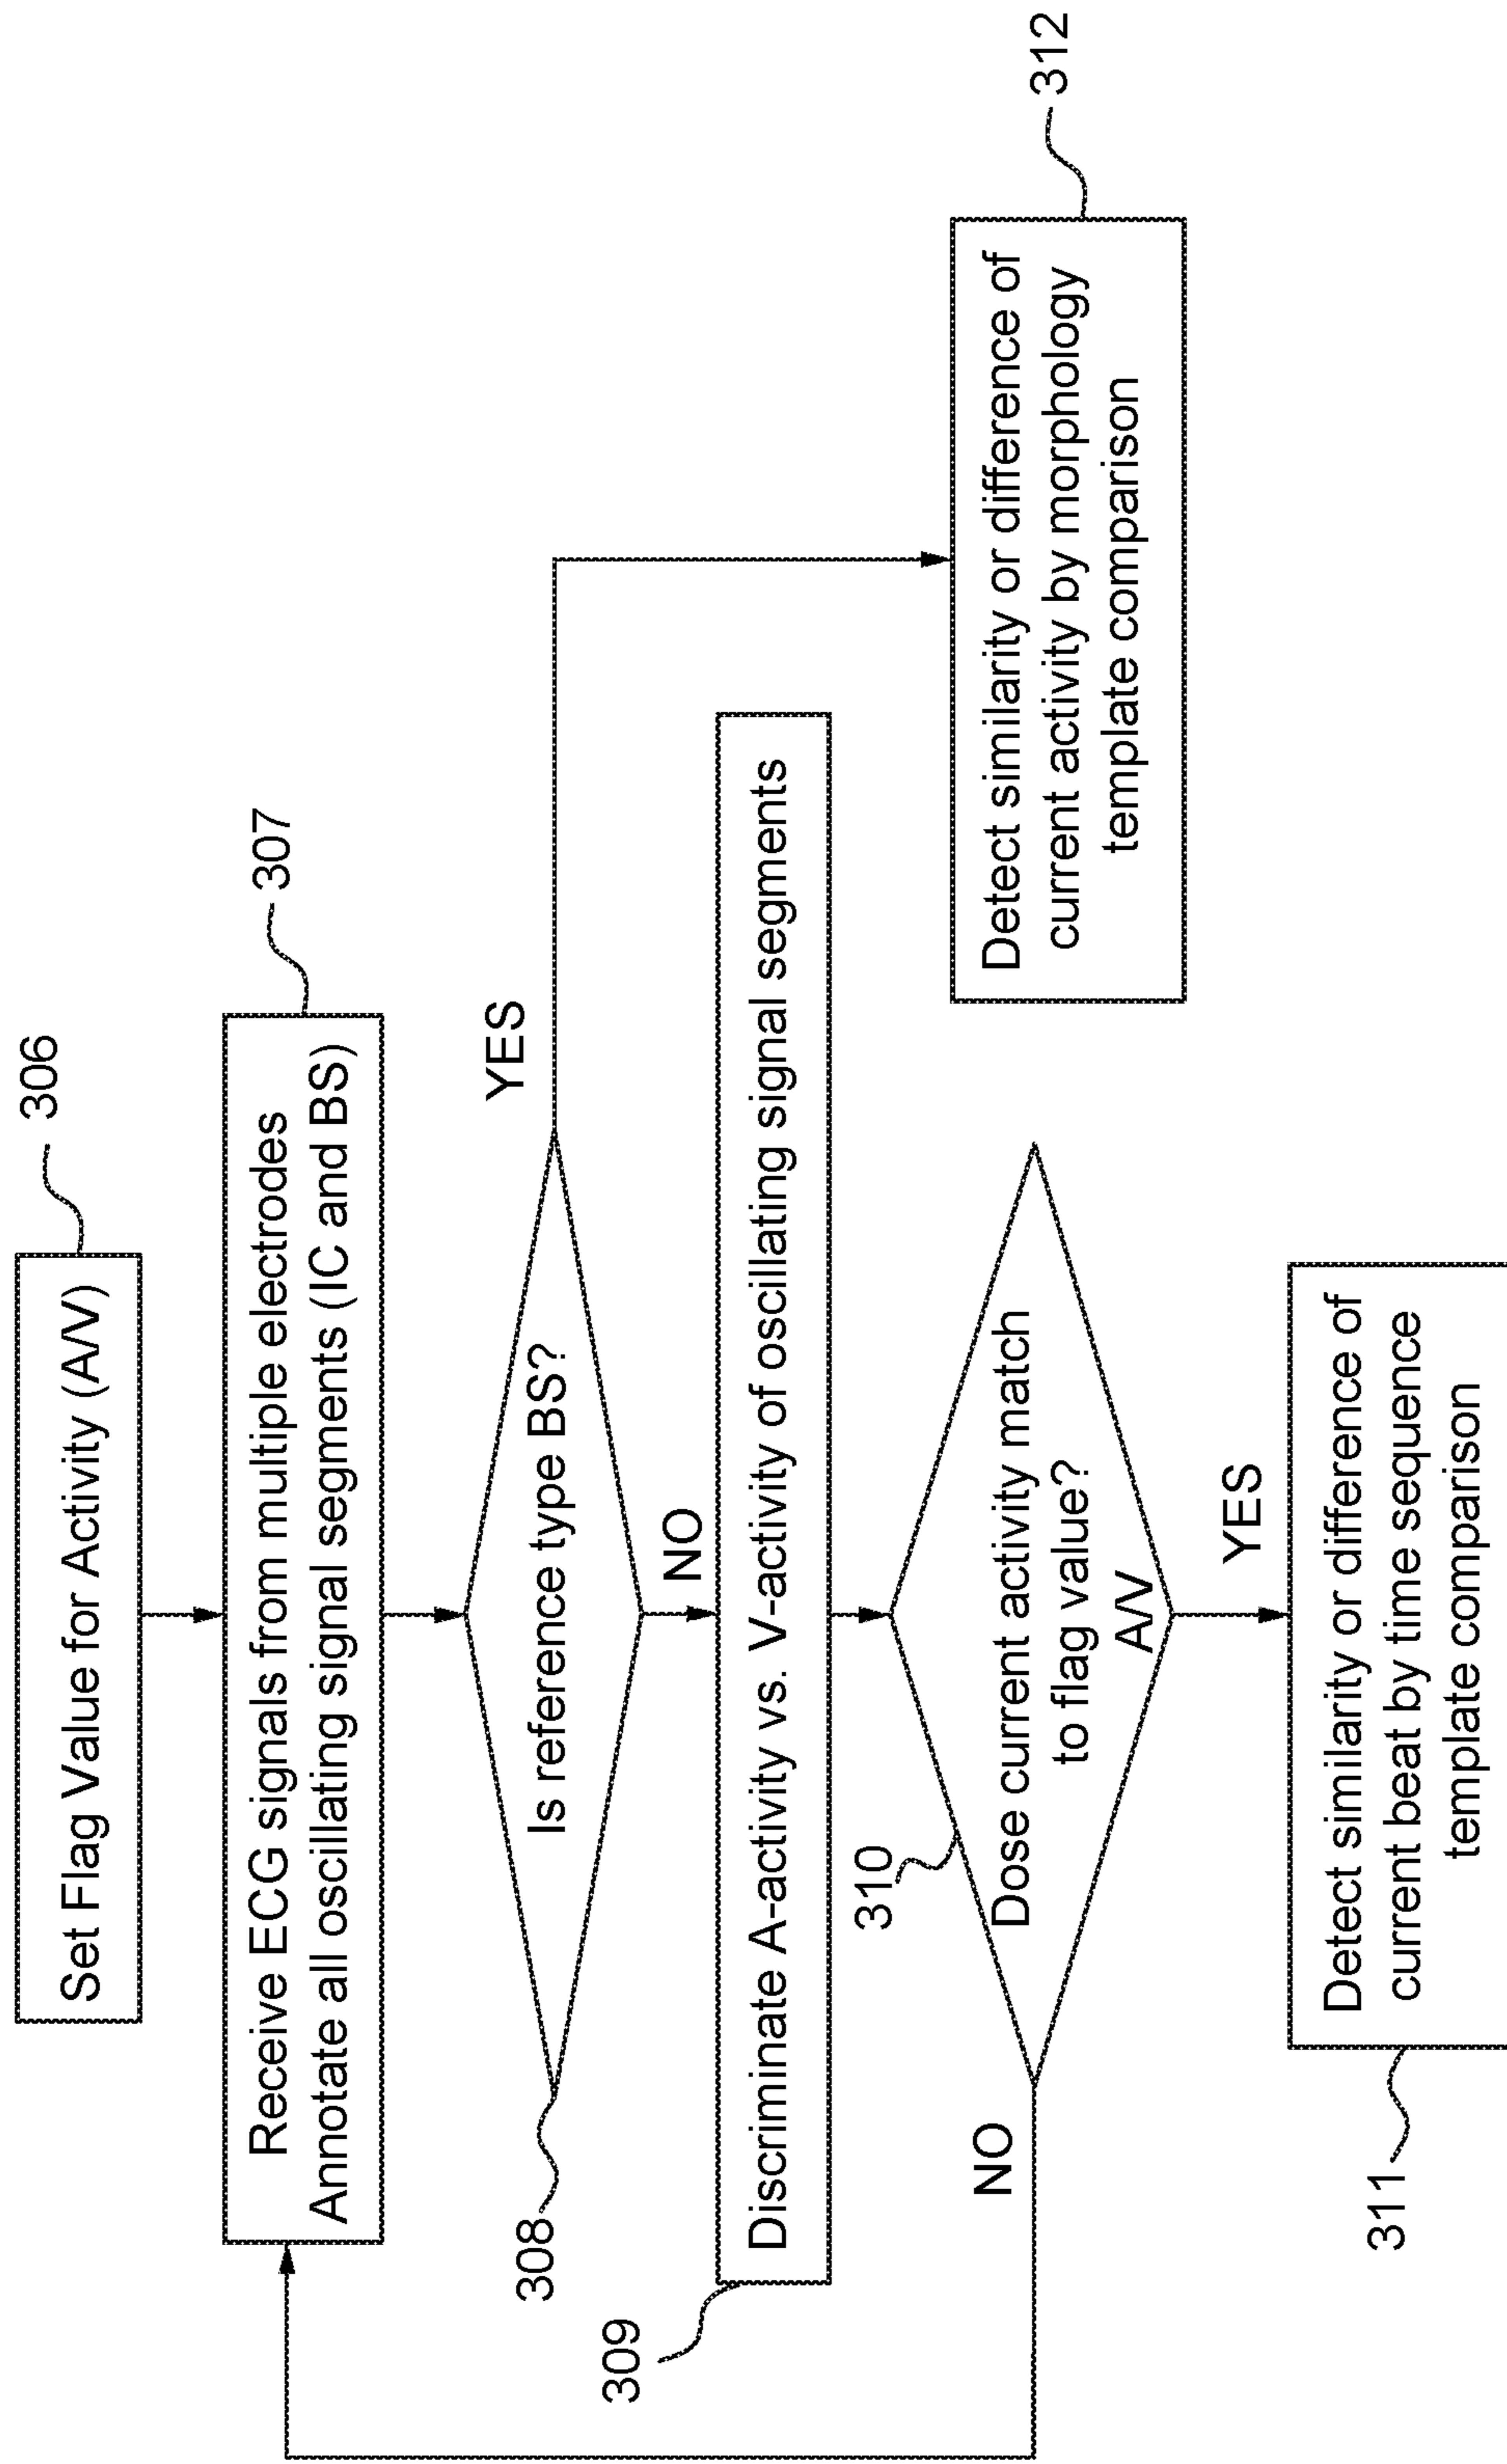 306
Set Flag Value for Activity (A/V)
307
Receive ECG signals from multiple electrodes
Annotate all oscillating signal segments (IC and BS)
308
Is reference type BS?
YES
NO
309
Discriminate A-activity vs. V-activity of oscillating signal segments
310
Dose current activity match
to flag value?
A/V
NO
YES
311
Detect similarity or difference of
current beat by time sequence
template comparison
312
Detect similarity or difference of
current activity by morphology
template comparison